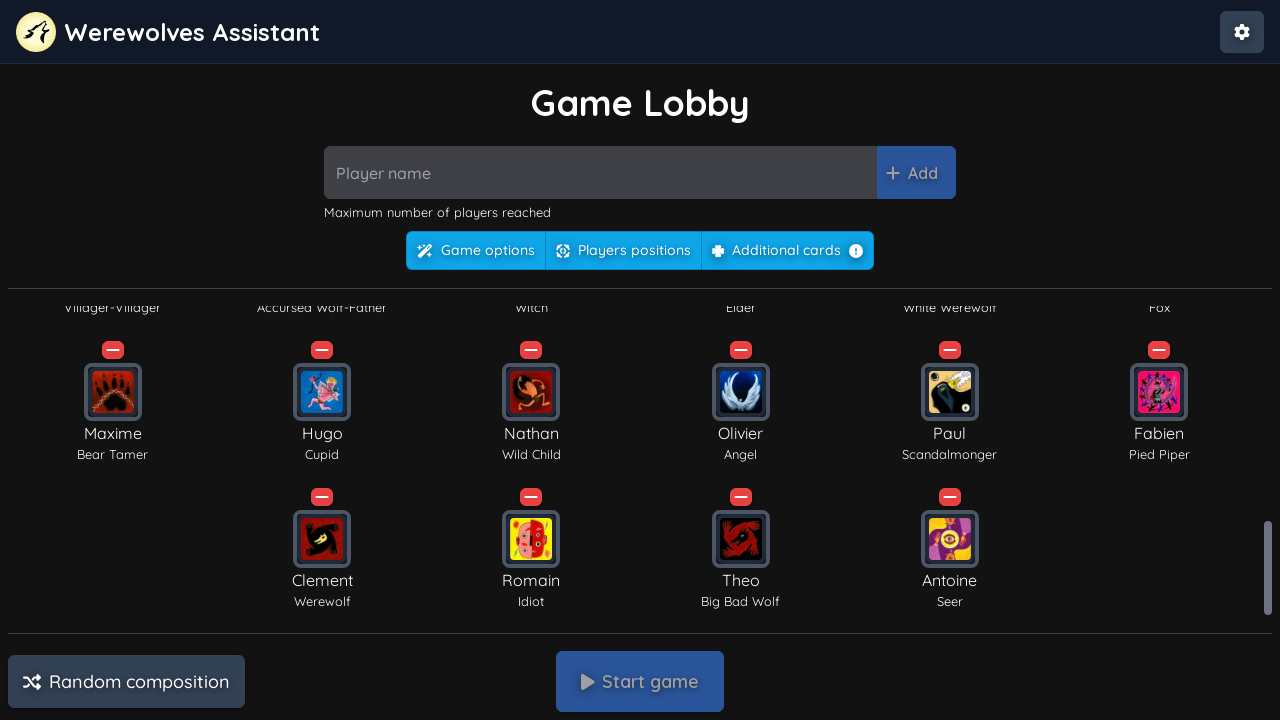 Werewolves Assistant
Game Lobby
Player name
Add
Maximum number of players reached
Game options
Players positions
Additional cards
Villager-Villager
Accursed Wolf-Father
Witch
Elder
White Werewolf
Fox
Maxime
Hugo
Nathan
Olivier
Paul
Fabien
Bear Tamer
Cupid
Wild Child
Angel
Scandalmonger
Pied Piper
Clement
Romain
Theo
Antoine
Werewolf
Idiot
Big Bad Wolf
Seer
Random composition
Start game